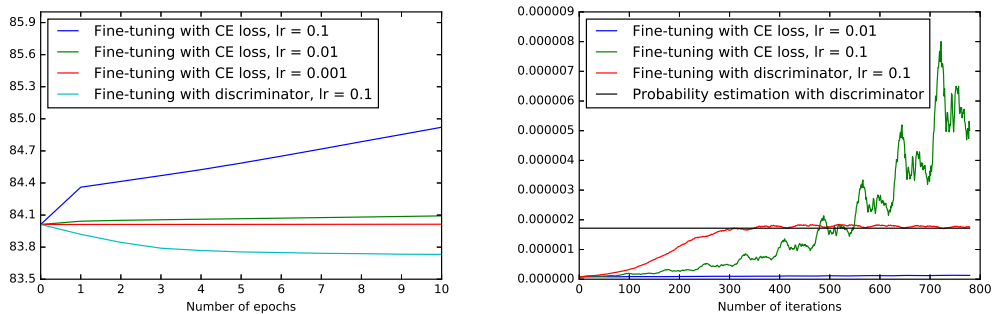 85.9
85.6
85.3
85.0
84.7
84.4
84.1
83.8
83.5
0 1 2 3 4 5 6 7 8 9 10
Number of epochs
Fine-tuning with CE loss, lr = 0.1
Fine-tuning with CE loss, lr = 0.01
Fine-tuning with CE loss, lr = 0.001
Fine-tuning with discriminator, lr = 0.1
0.000009
0.000008
0.000007
0.000006
0.000005
0.000004
0.000003
0.000002
0.000001
0.000000
0 100 200 300 400 500 600 700 800
Number of iterations
Fine-tuning with CE loss, lr = 0.01
Fine-tuning with CE loss, lr = 0.1
Fine-tuning with discriminator, lr = 0.1
Probability estimation with discriminator